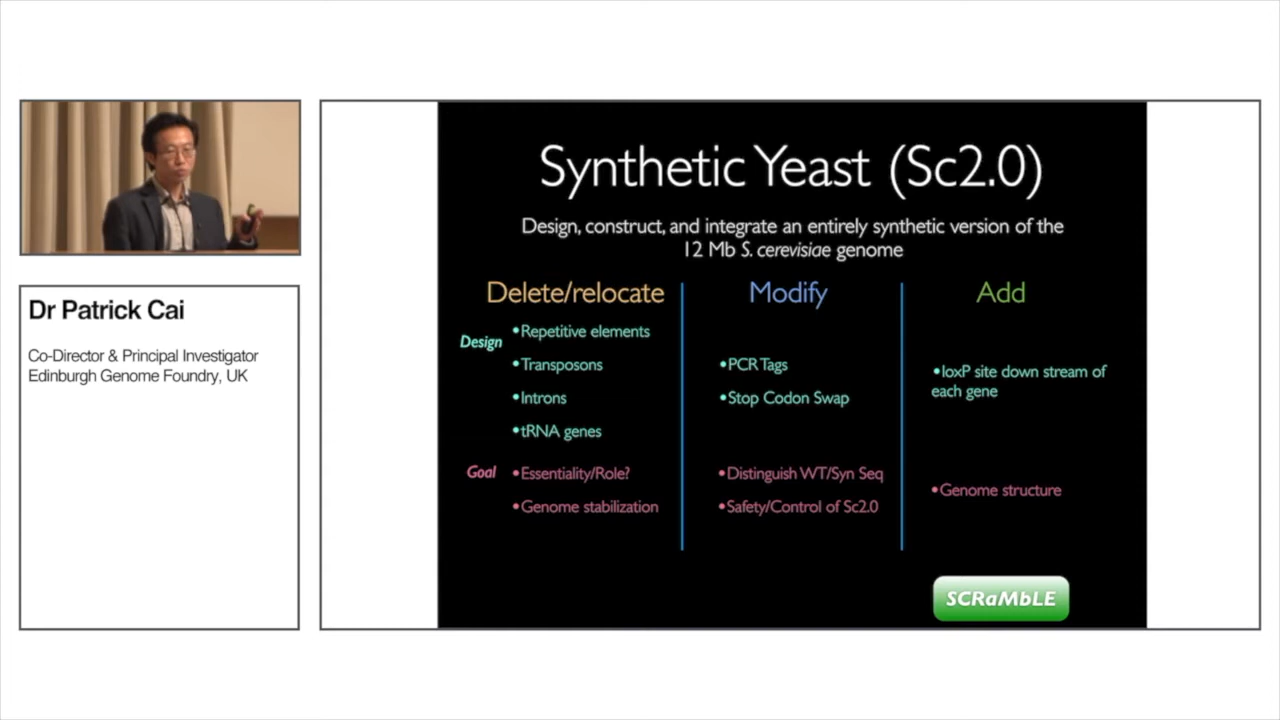 Dr Patrick Cai
Co-Director & Principal Investigator
Edinburgh Genome Foundry, UK
Synthetic Yeast (Sc2.0)
Design, construct, and integrate an entirely synthetic version of the
12 Mb S. cerevisiae genome
Delete/relocate
Design
•Repetitive elements
•Transposons
•Introns
•tRNA genes
Goal
•Essentiality/Role?
•Genome stabilization
Modify
•PCR Tags
•Stop Codon Swap
•Distinguish WT/Syn Seq
•Safety/Control of Sc2.0
Add
•loxP site down stream of
each gene
•Genome structure
SCRaMbLE